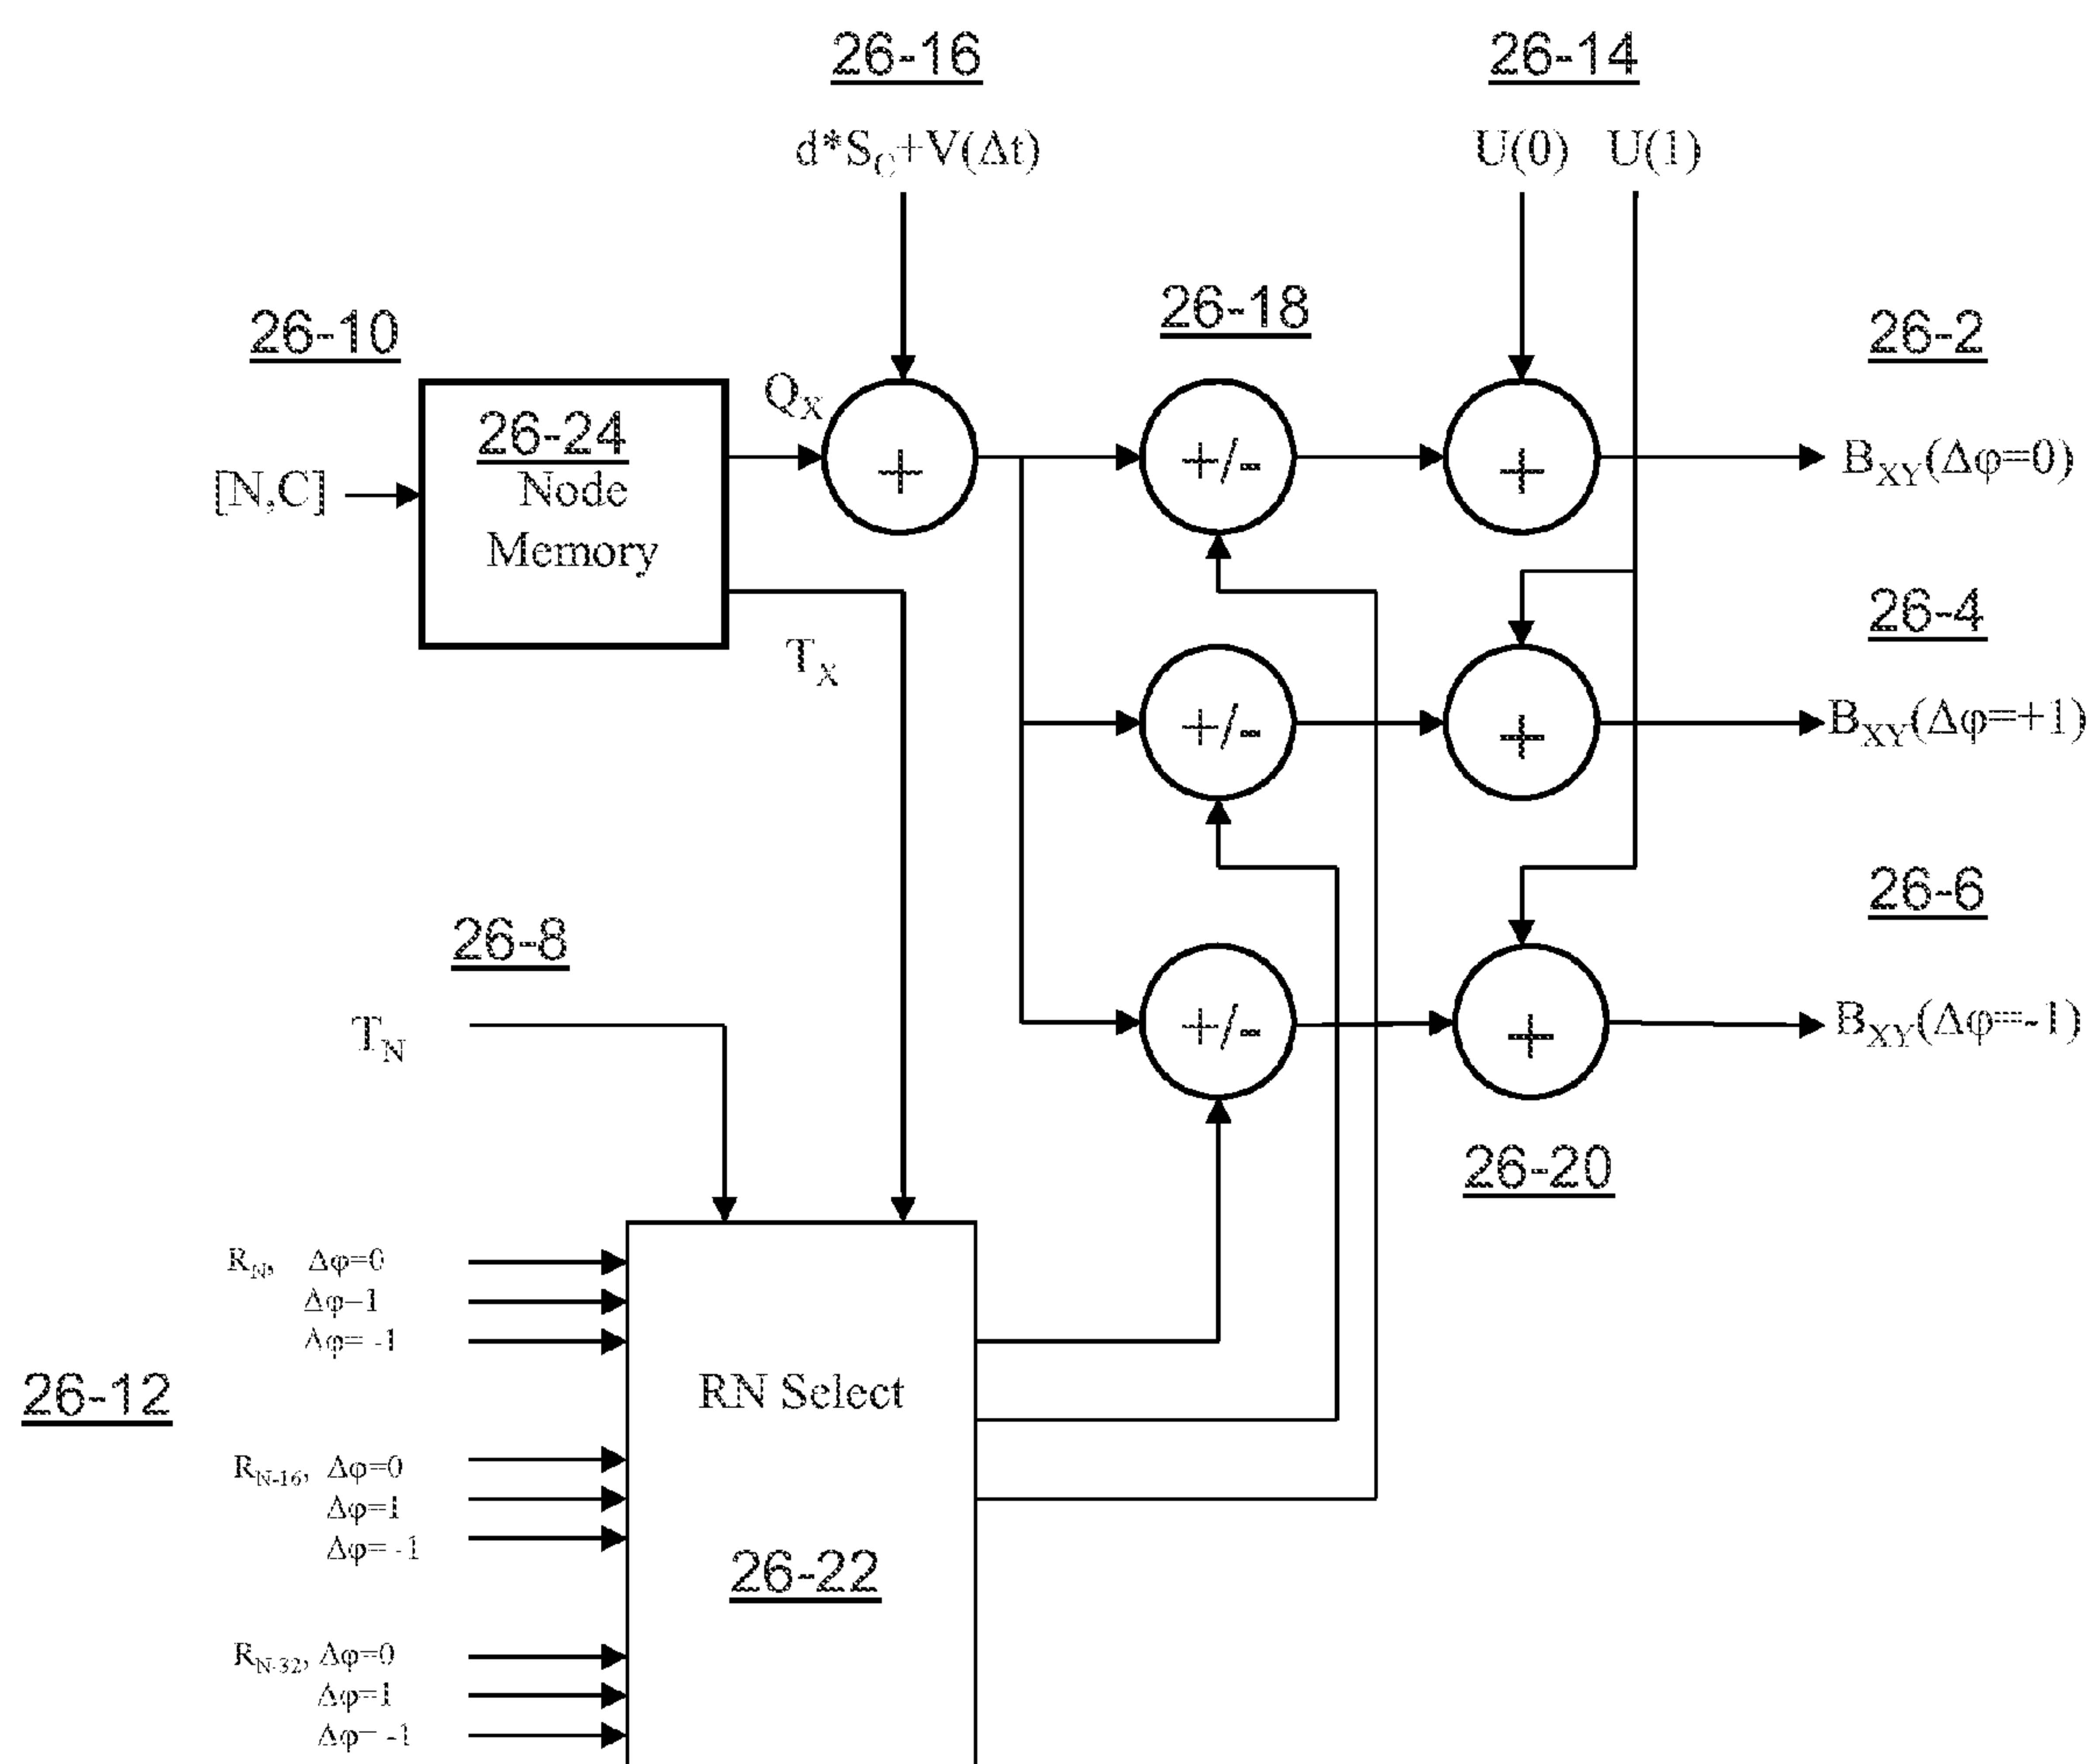 26-16
26-14
d*S_C+V(Δt)
U(0) U(1)
26-10
26-18
26-2
Q_X
26-24
[N,C]
Node
Memory
+
+/-
+
B_XY(Δφ=0)
26-4
T_X
+/-
+
B_XY(Δφ=+1)
26-6
26-8
T_N
+/-
+
B_XY(Δφ=-1)
26-20
R_N, Δφ=0
Δφ=1
Δφ= -1
26-12
RN Select
R_N-16, Δφ=0
Δφ=1
Δφ= -1
26-22
R_N-32, Δφ=0
Δφ=1
Δφ= -1